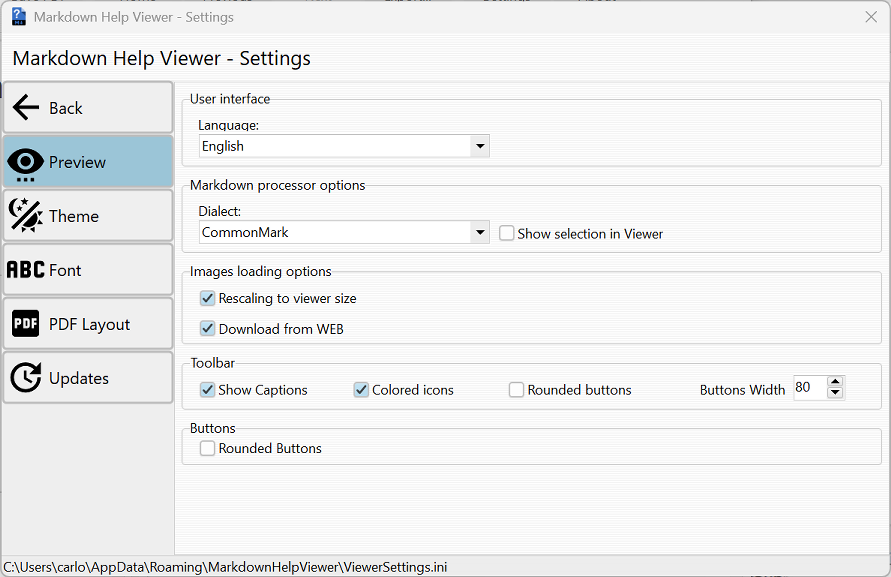 Markdown Help Viewer - Settings
Markdown Help Viewer - Settings
Back
Preview
Theme
ABC Font
PDF PDF Layout
Updates
User interface
Language:
English
Markdown processor options
Dialect:
CommonMark
Show selection in Viewer
Images loading options
Rescaling to viewer size
Download from WEB
Toolbar
Show Captions
Colored icons
Rounded buttons
Buttons Width
80
Buttons
Rounded Buttons
C:\Users\carlo\AppData\Roaming\MarkdownHelpViewer\ViewerSettings.ini